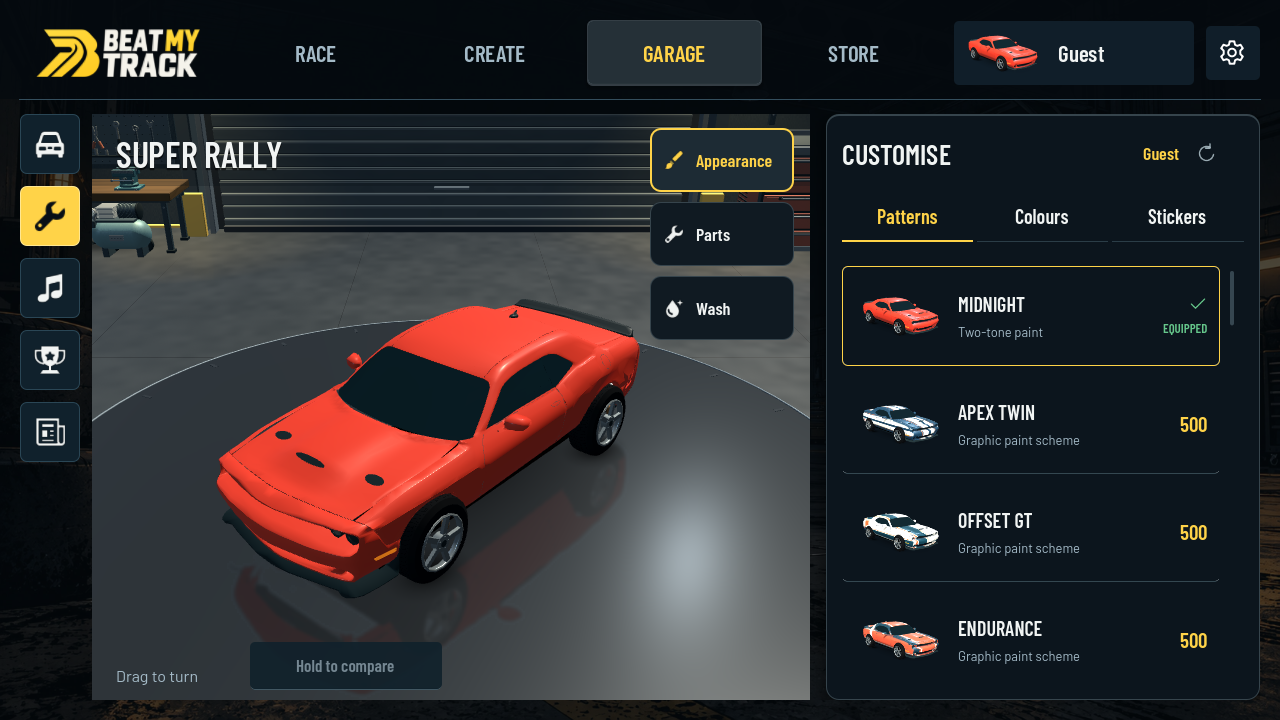 BEATMY
TRACK
RACE
CREATE
GARAGE
STORE
Guest
SUPER RALLY
Appearance
Parts
Wash
Drag to turn
Hold to compare
CUSTOMISE
Guest
Patterns
Colours
Stickers
MIDNIGHT
Two-tone paint
EQUIPPED
APEX TWIN
Graphic paint scheme
500
OFFSET GT
Graphic paint scheme
500
ENDURANCE
Graphic paint scheme
500